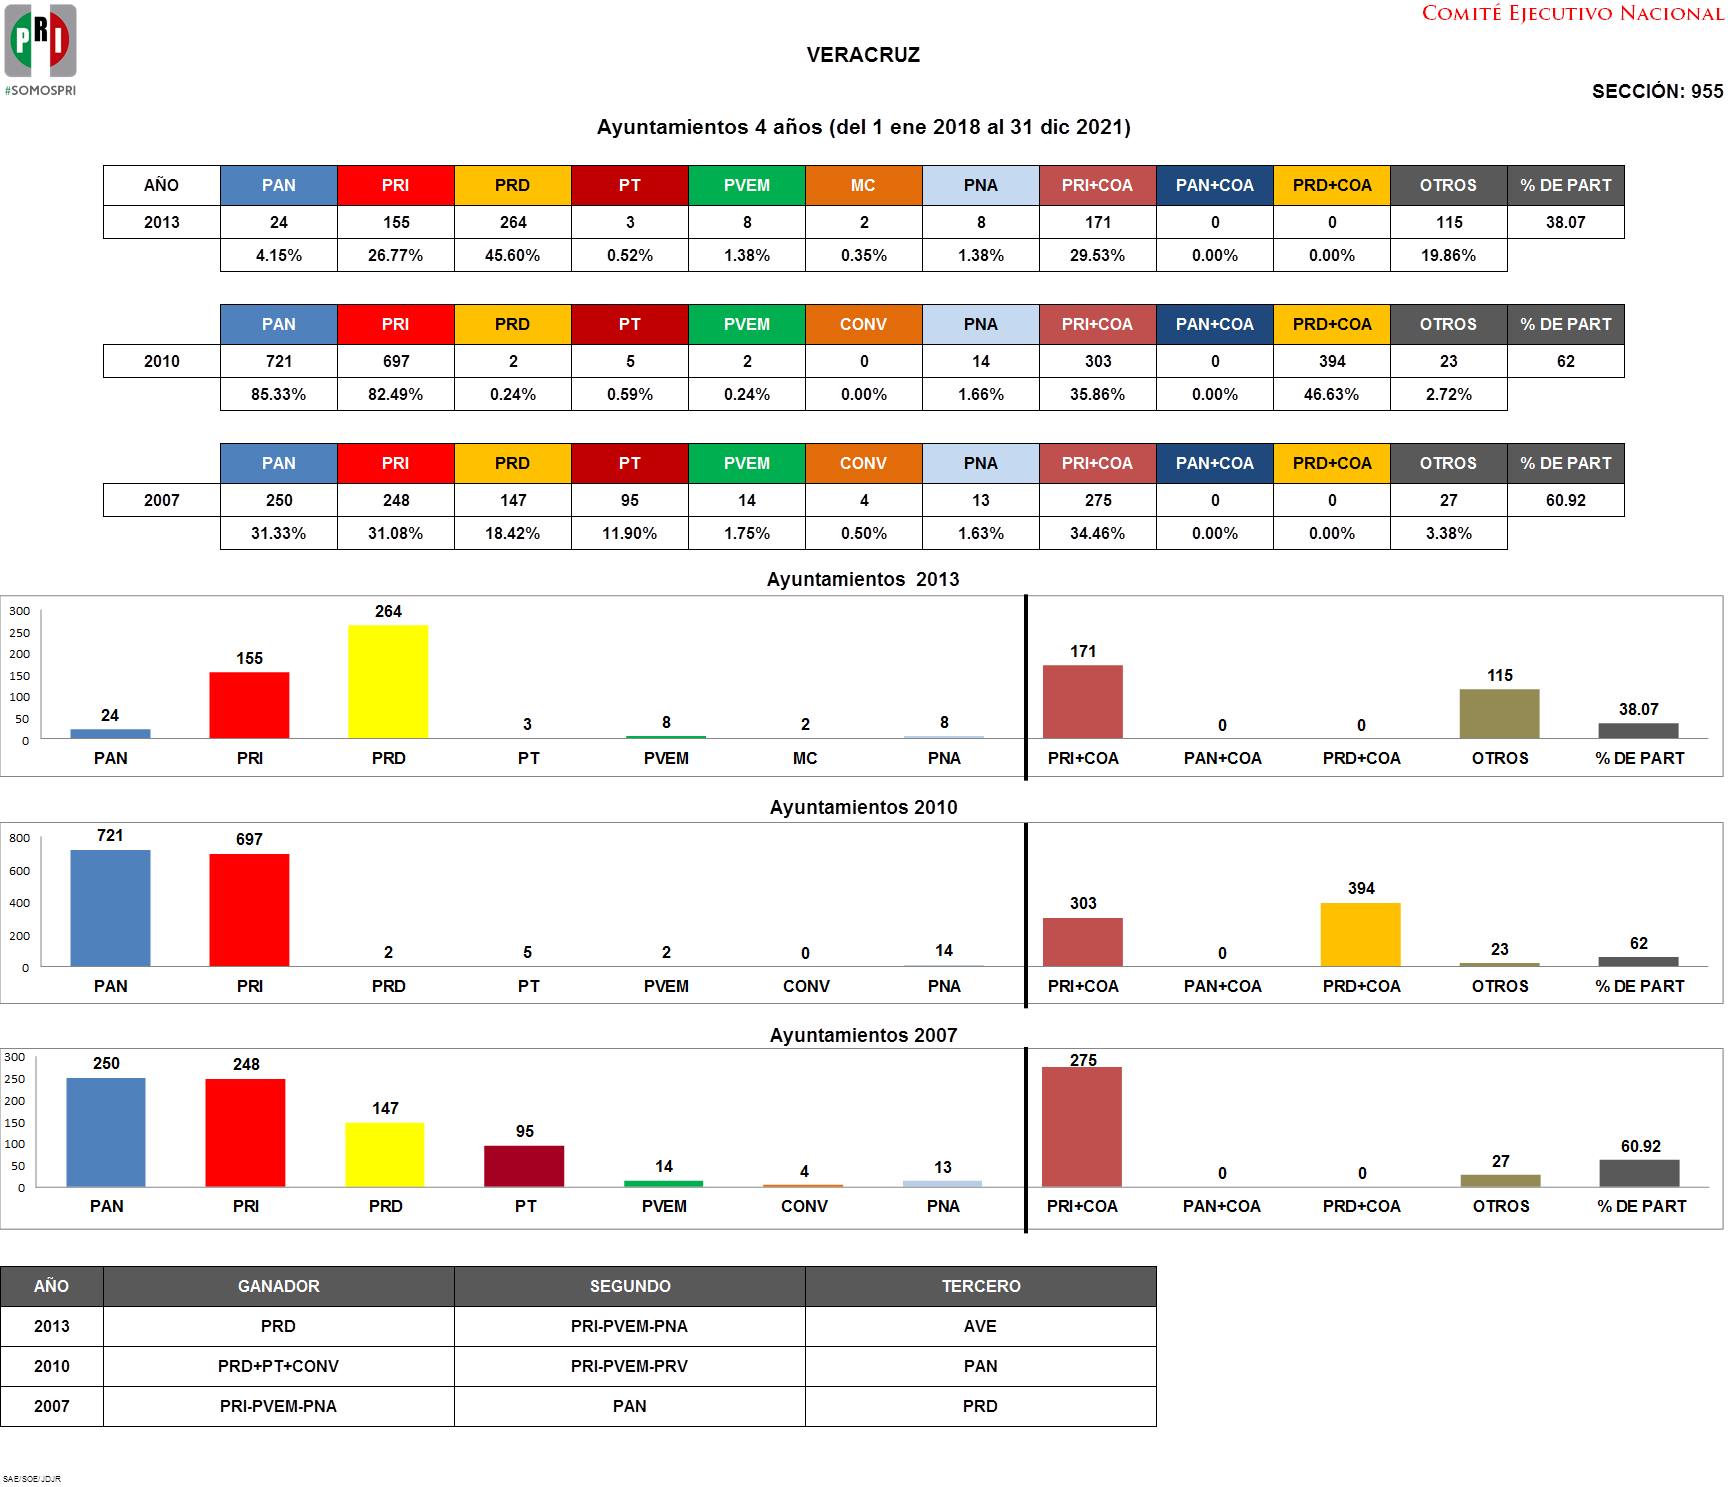 PRI
#SOMOSPRI
COMITÉ EJECUTIVO NACIONAL
VERACRUZ
SECCIÓN: 955
Ayuntamientos 4 años (del 1 ene 2018 al 31 dic 2021)
AÑO PAN PRI PRD PT PVEM MC PNA PRI+COA PAN+COA PRD+COA OTROS % DE PART
2013 24 155 264 3 8 2 8 171 0 0 115 38.07
4.15% 26.77% 45.60% 0.52% 1.38% 0.35% 1.38% 29.53% 0.00% 0.00% 19.86%
PAN PRI PRD PT PVEM CONV PNA PRI+COA PAN+COA PRD+COA OTROS % DE PART
2010 721 697 2 5 2 0 14 303 0 394 23 62
85.33% 82.49% 0.24% 0.59% 0.24% 0.00% 1.66% 35.86% 0.00% 46.63% 2.72%
PAN PRI PRD PT PVEM CONV PNA PRI+COA PAN+COA PRD+COA OTROS % DE PART
2007 250 248 147 95 14 4 13 275 0 0 27 60.92
31.33% 31.08% 18.42% 11.90% 1.75% 0.50% 1.63% 34.46% 0.00% 0.00% 3.38%
Ayuntamientos 2013
300
250
200
150
100
50
0
24 155 264 3 8 2 8 171 0 0 115 38.07
PAN PRI PRD PT PVEM MC PNA PRI+COA PAN+COA PRD+COA OTROS % DE PART
Ayuntamientos 2010
800
600
400
200
0
721 697 2 5 2 0 14 303 0 394 23 62
PAN PRI PRD PT PVEM CONV PNA PRI+COA PAN+COA PRD+COA OTROS % DE PART
Ayuntamientos 2007
300
250
200
150
100
50
0
250 248 147 95 14 4 13 275 0 0 27 60.92
PAN PRI PRD PT PVEM CONV PNA PRI+COA PAN+COA PRD+COA OTROS % DE PART
AÑO GANADOR SEGUNDO TERCERO
2013 PRD PRI-PVEM-PNA AVE
2010 PRD+PT+CONV PRI-PVEM-PRV PAN
2007 PRI-PVEM-PNA PAN PRD
SAE/SOE/JDJR